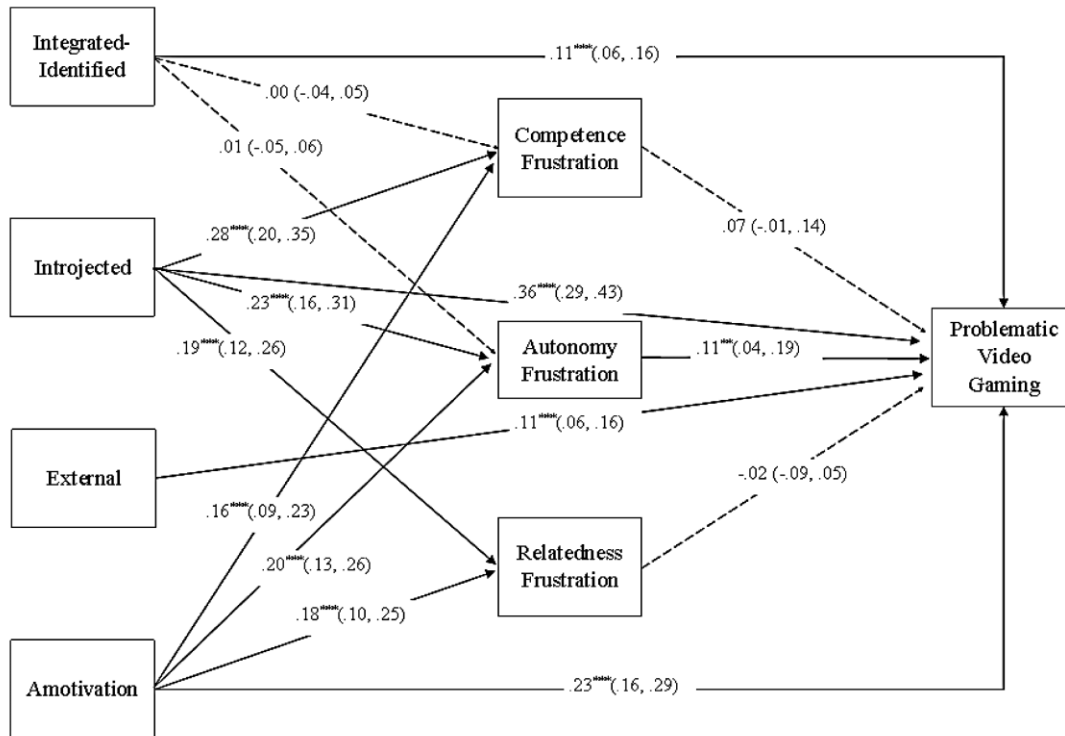 Integrated-
Identified
.11***(.06, .16)
.00 (-.04, .05)
.01 (-.05, .06)
Competence
Frustration
Introjected
.28***(.20, .35)
.07 (-.01, .14)
.36***(.29, .43)
.23***(.16, .31)
.19***(.12, .26)
Autonomy
Frustration
.11**(.04, .19)
Problematic
Video
Gaming
External
.11***(.06, .16)
-.02 (-.09, .05)
.16***(.09, .23)
.20***(.13, .26)
Relatedness
Frustration
.18***(.10, .25)
Amotivation
.23***(.16, .29)